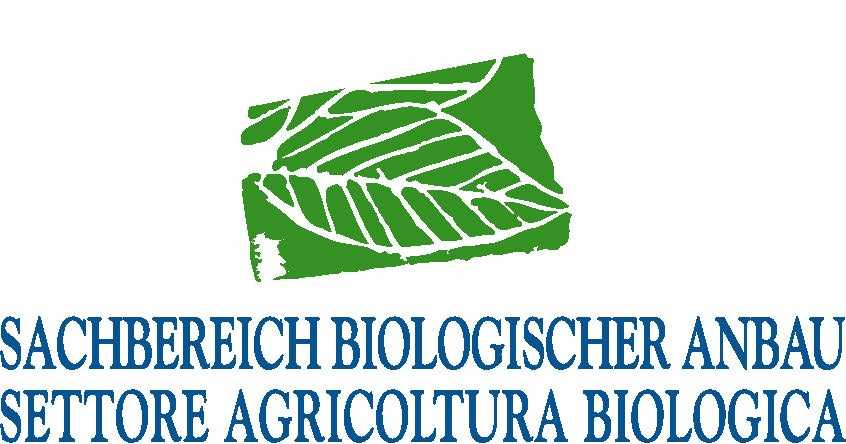 SACHBEREICH BIOLOGISCHER ANBAU
SETTORE AGRICOLTURA BIOLOGICA